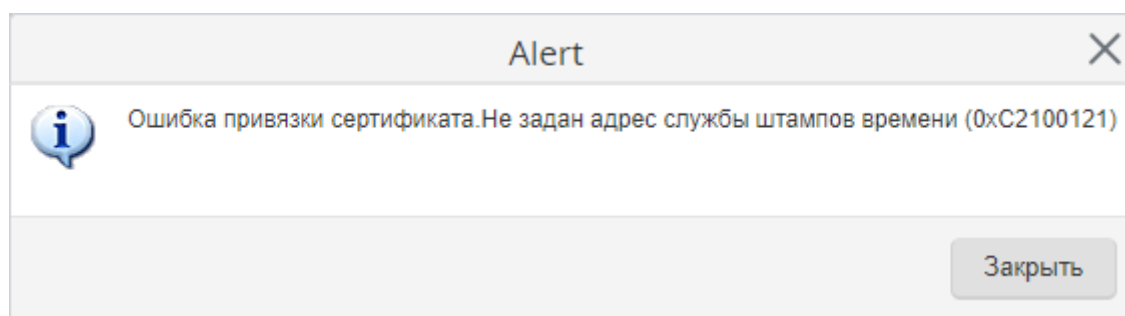 Alert
Ошибка привязки сертификата.Не задан адрес службы штампов времени (0xC2100121)
Закрыть